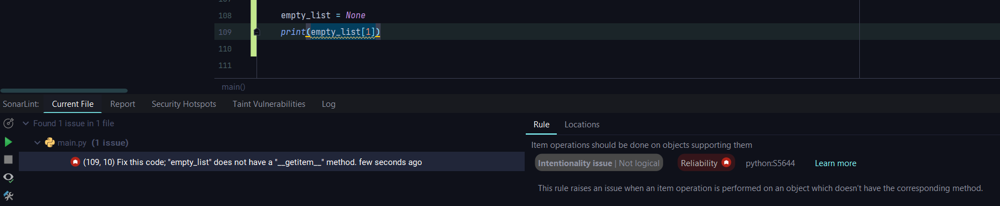 107
108 empty_list = None
109 print(empty_list[1])
110
111
main()
SonarLint: Current File Report Security Hotspots Taint Vulnerabilities Log
Found 1 issue in 1 file
main.py (1 issue)
(109, 10) Fix this code; "empty_list" does not have a "__getitem__" method. few seconds ago
Rule Locations
Item operations should be done on objects supporting them
Intentionality issue | Not logical Reliability python:S5644 Learn more
This rule raises an issue when an item operation is performed on an object which doesn’t have the corresponding method.